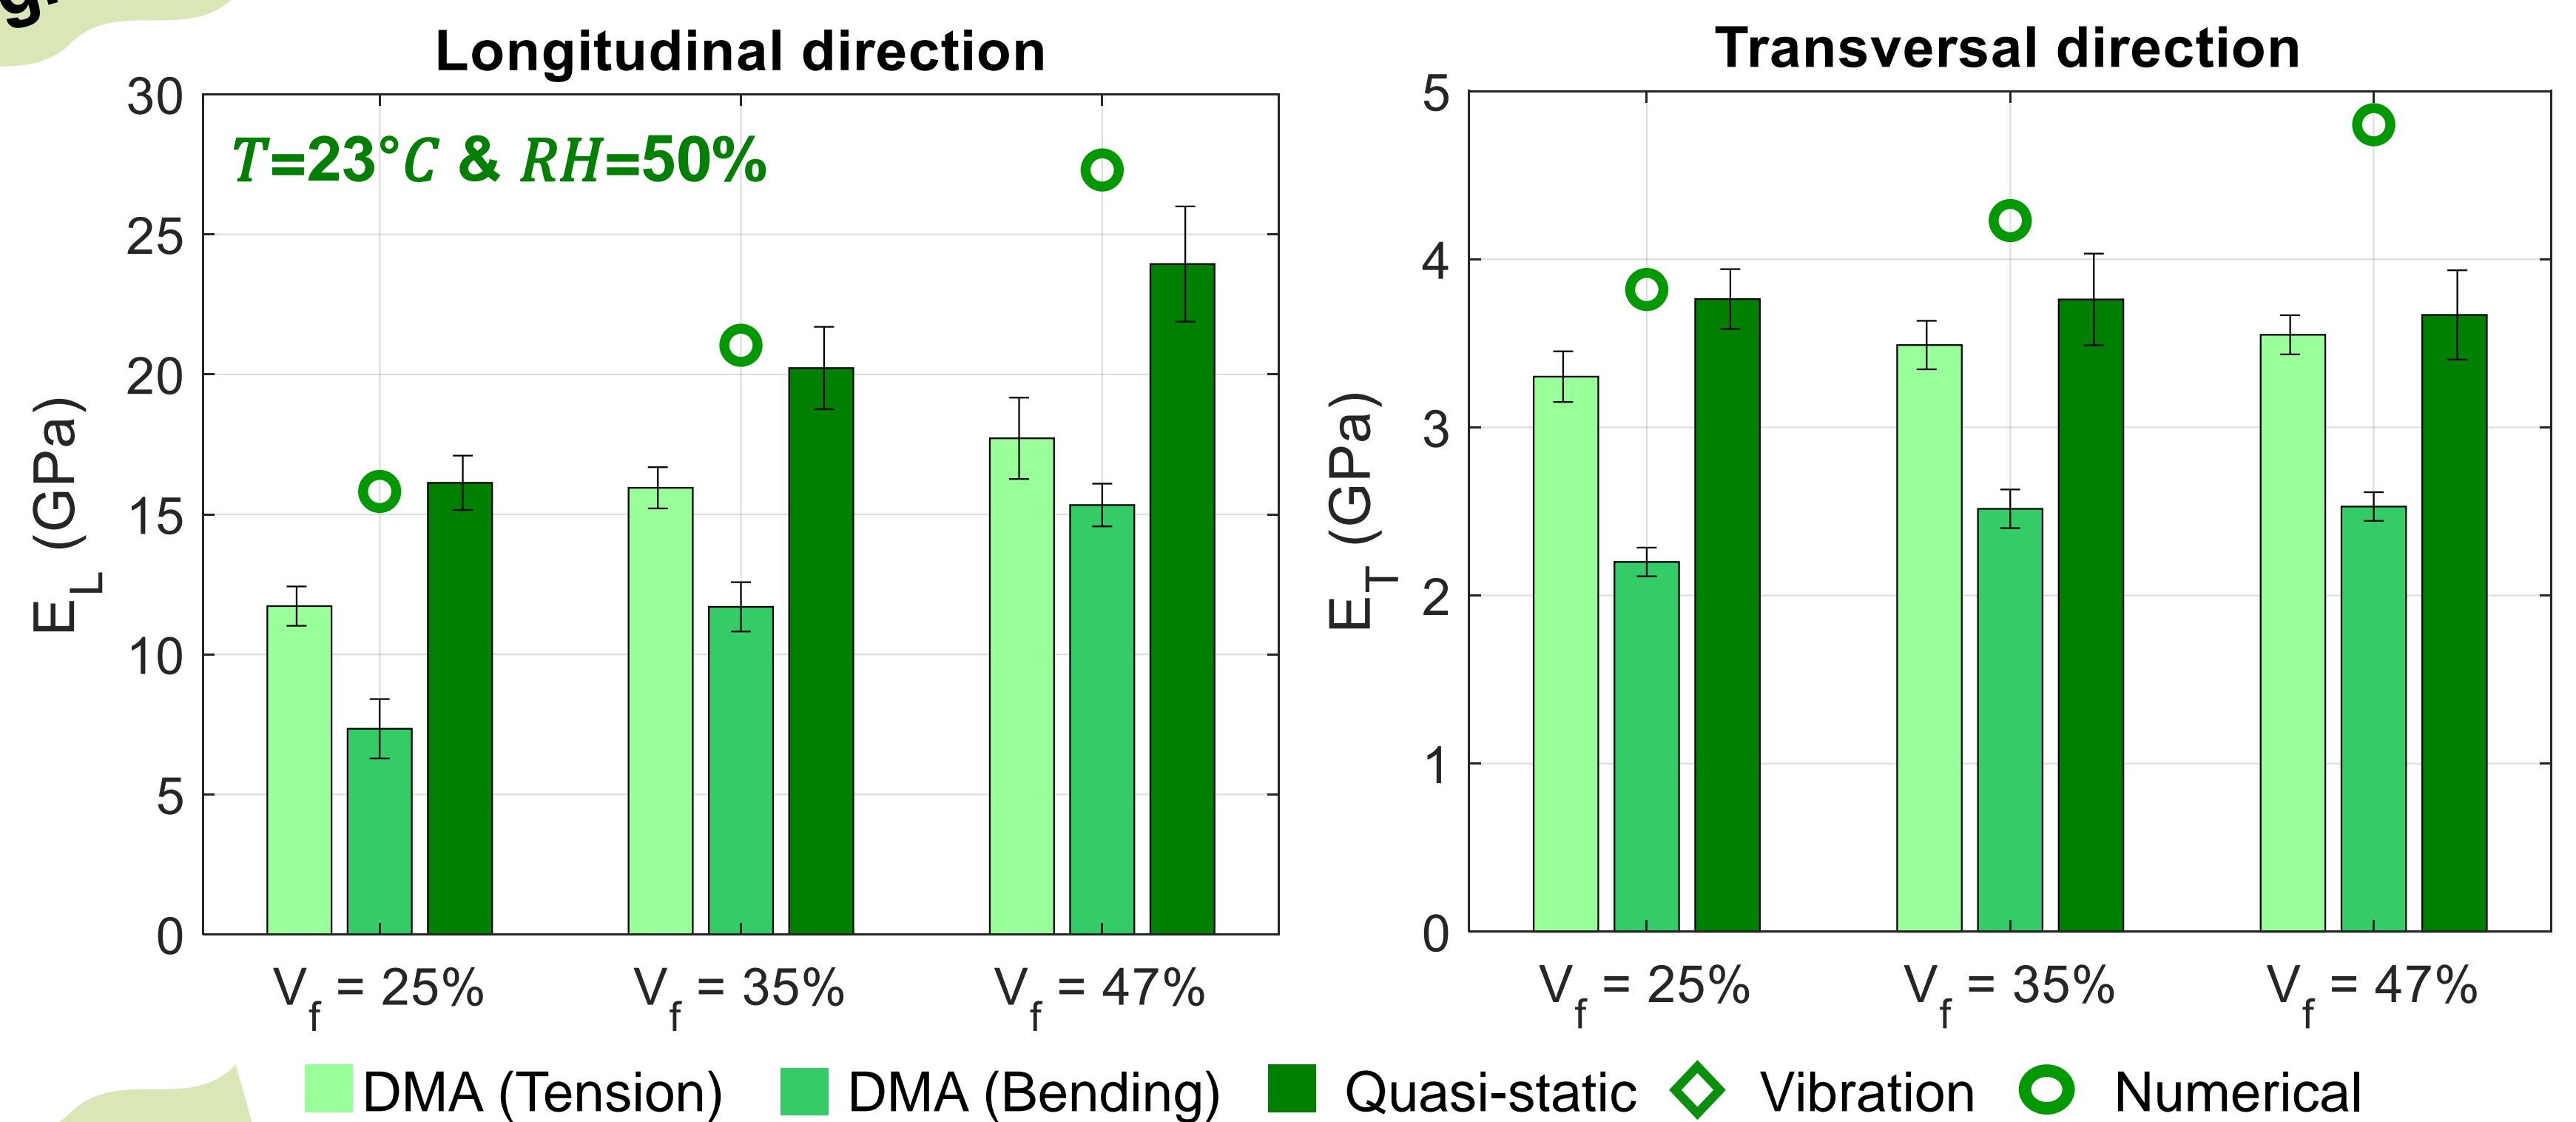 Longitudinal direction
30
25
20
15
10
5
0
E_L (GPa)
T=23°C & RH=50%
V_f = 25%
V_f = 35%
V_f = 47%
Transversal direction
5
4
3
2
1
0
E_T (GPa)
V_f = 25%
V_f = 35%
V_f = 47%
DMA (Tension)
DMA (Bending)
Quasi-static
Vibration
Numerical